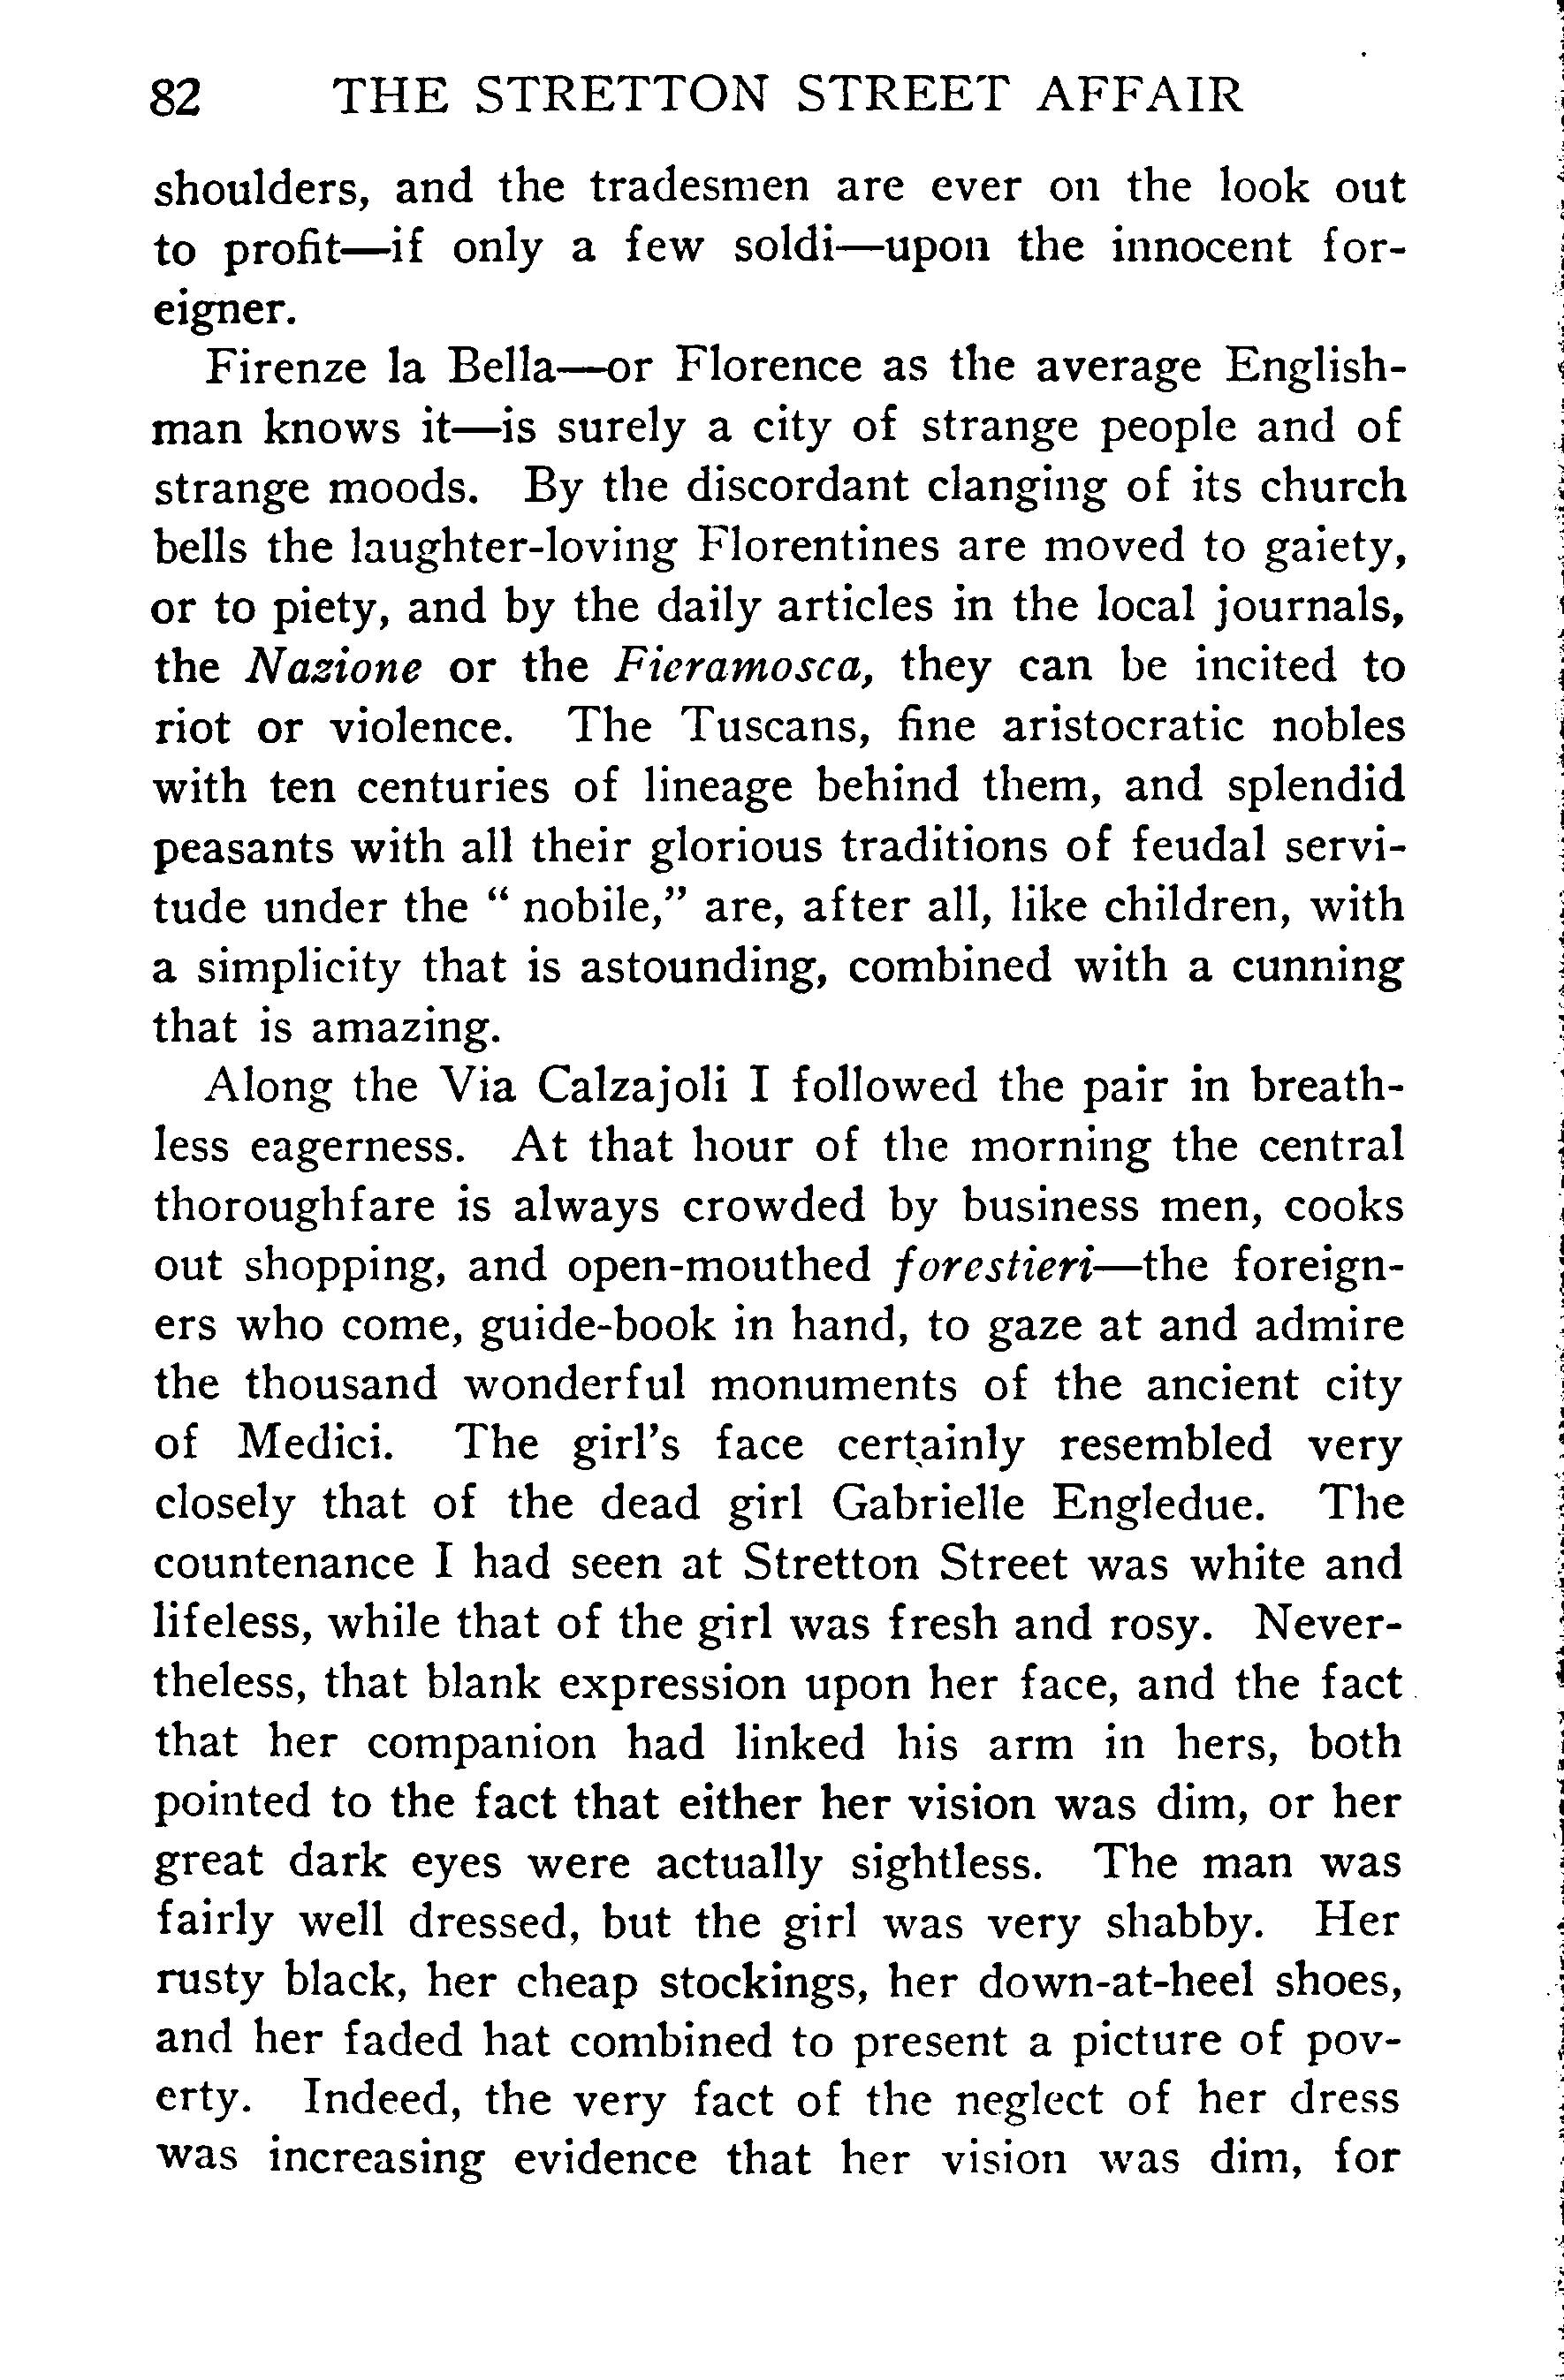 82 THE STRETTON STREET AFFAIR
shoulders, and the tradesmen are ever on the look out
to profit—if only a few soldi—upon the innocent for-
eigner.
Firenze la Bella—or Florence as the average English-
man knows it—is surely a city of strange people and of
strange moods. By the discordant clanging of its church
bells the laughter-loving Florentines are moved to gaiety,
or to piety, and by the daily articles in the local journals,
the Nazione or the Fieramosca, they can be incited to
riot or violence. The Tuscans, fine aristocratic nobles
with ten centuries of lineage behind them, and splendid
peasants with all their glorious traditions of feudal servi-
tude under the “ nobile,” are, after all, like children, with
a simplicity that is astounding, combined with a cunning
that is amazing.
Along the Via Calzajoli I followed the pair in breath-
less eagerness. At that hour of the morning the central
thoroughfare is always crowded by business men, cooks
out shopping, and open-mouthed forestieri—the foreign-
ers who come, guide-book in hand, to gaze at and admire
the thousand wonderful monuments of the ancient city
of Medici. The girl’s face certainly resembled very
closely that of the dead girl Gabrielle Engledue. The
countenance I had seen at Stretton Street was white and
lifeless, while that of the girl was fresh and rosy. Never-
theless, that blank expression upon her face, and the fact
that her companion had linked his arm in hers, both
pointed to the fact that either her vision was dim, or her
great dark eyes were actually sightless. The man was
fairly well dressed, but the girl was very shabby. Her
rusty black, her cheap stockings, her down-at-heel shoes,
and her faded hat combined to present a picture of pov-
erty. Indeed, the very fact of the neglect of her dress
was increasing evidence that her vision was dim, for